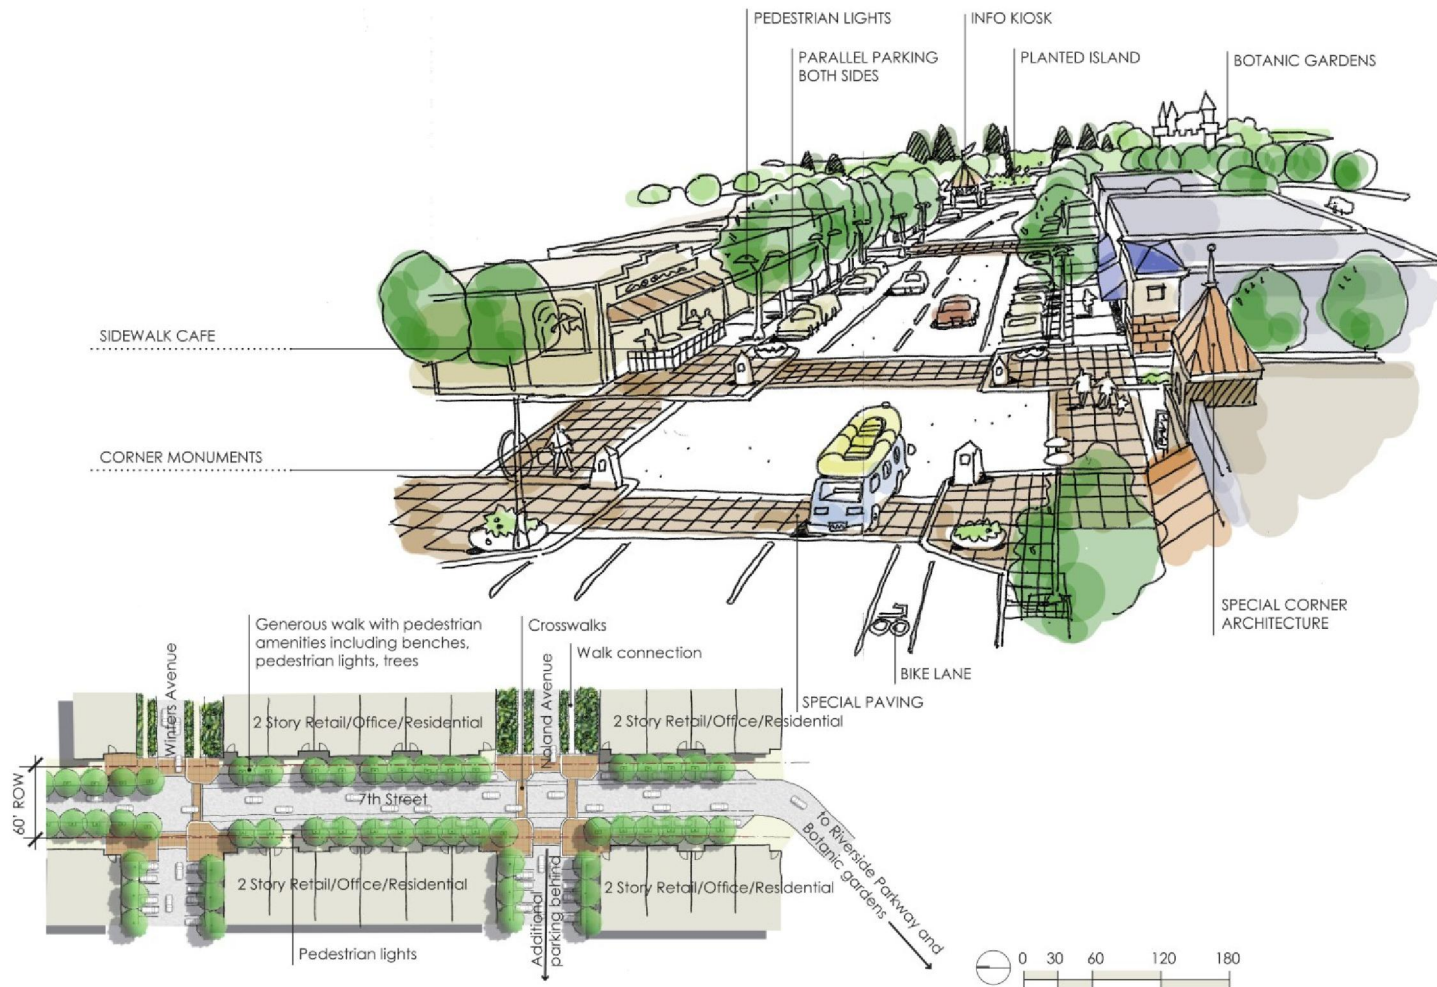 PEDESTRIAN LIGHTS
INFO KIOSK
PARALLEL PARKING
BOTH SIDES
PLANTED ISLAND
BOTANIC GARDENS
SIDEWALK CAFE
CORNER MONUMENTS
SPECIAL CORNER
ARCHITECTURE
BIKE LANE
SPECIAL PAVING
Generous walk with pedestrian
amenities including benches,
pedestrian lights, trees
Crosswalks
Walk connection
Winters Avenue
Noland Avenue
2 Story Retail/Office/Residential
2 Story Retail/Office/Residential
60' ROW
7th Street
to Riverside Parkway and
Botanic gardens
2 Story Retail/Office/Residential
2 Story Retail/Office/Residential
Additional
parking behind
Pedestrian lights
0 30 60 120 180